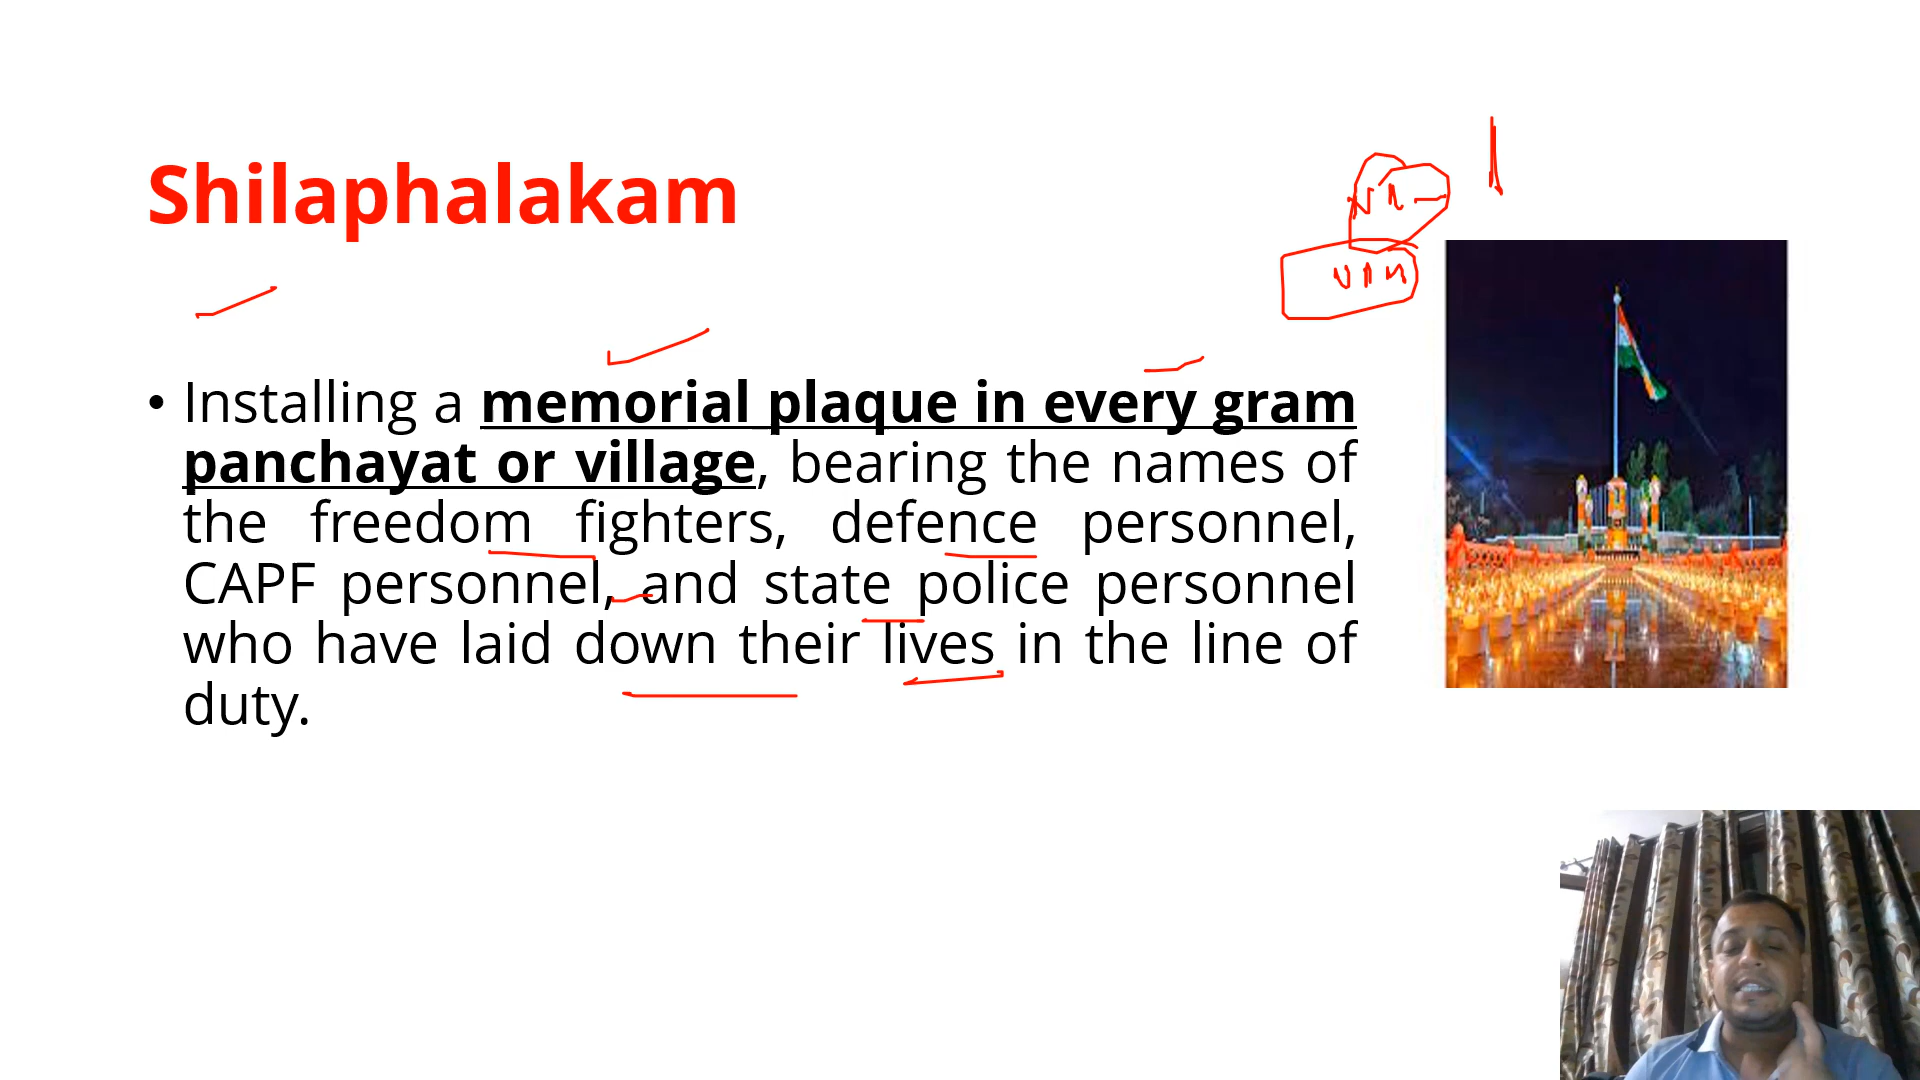 Shilaphalakam
• Installing a memorial plaque in every gram
panchayat or village, bearing the names of
the freedom fighters, defence personnel,
CAPF personnel, and state police personnel
who have laid down their lives in the line of
duty.